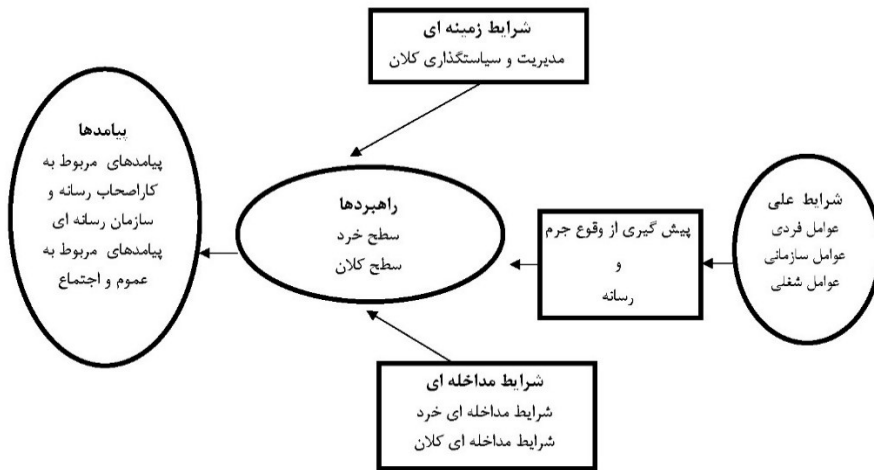 شرایط زمینه ای
مدیریت و سیاستگذاری کلان
شرایط علی
عوامل فردی
عوامل سازمانی
عوامل شغلی
پیش گیری از وقوع جرم
و
رسانه
راهبردها
سطح خرد
سطح کلان
پیامدها
پیامدهای مربوط به
کاراصحاب رسانه و
سازمان رسانه ای
پیامدهای مربوط به
عموم و اجتماع
شرایط مداخله ای
شرایط مداخله ای خرد
شرایط مداخله ای کلان